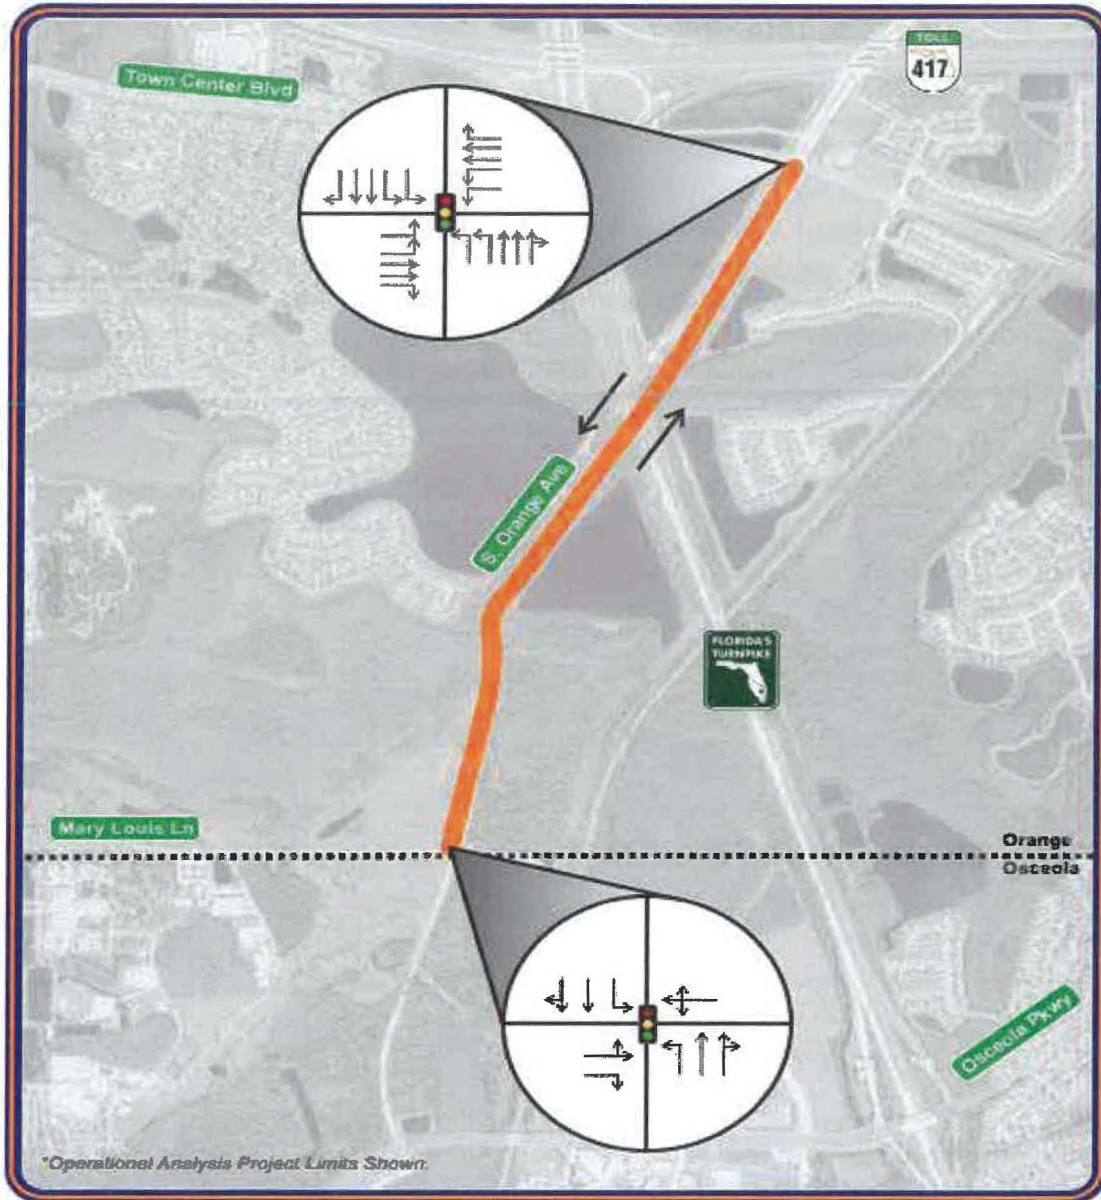 TOLL
417
Town Center Blvd
S. Orange Ave
FLORIDA'S
TURNPIKE
Mary Louis Ln
Orange
Osceola
Osceola Pkwy
*Operational Analysis Project Limits Shown.